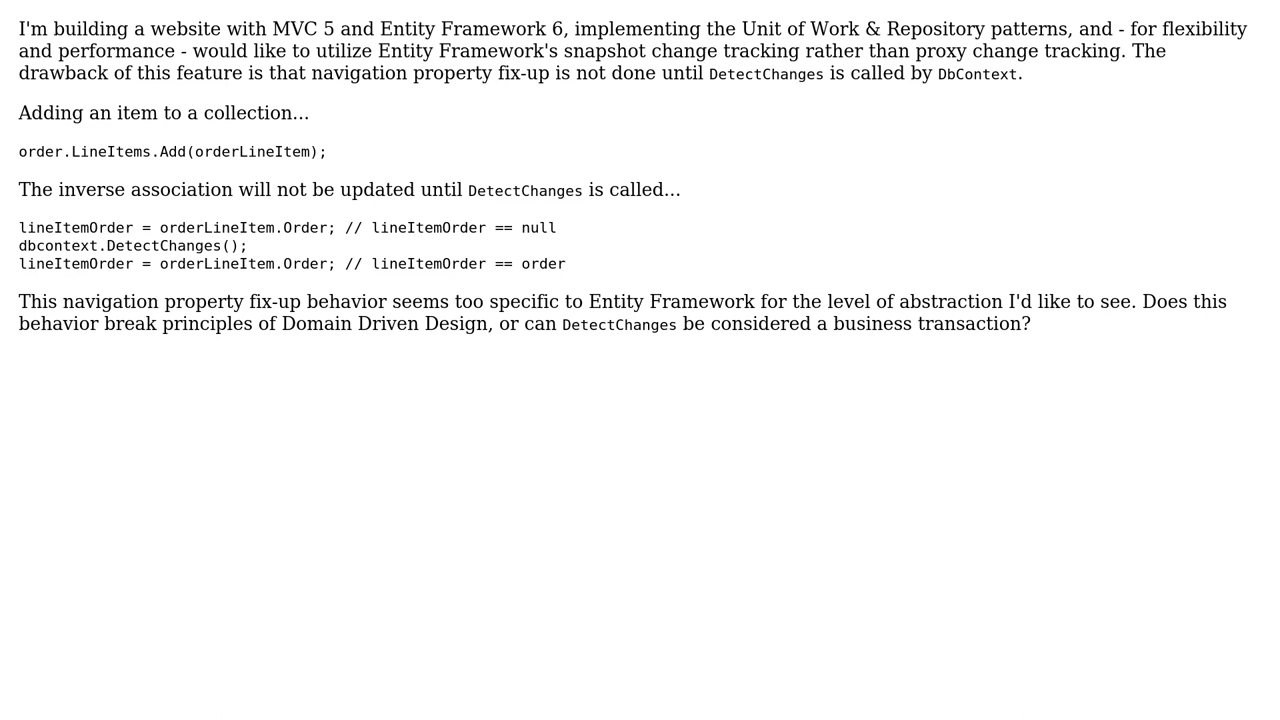 I'm building a website with MVC 5 and Entity Framework 6, implementing the Unit of Work & Repository patterns, and - for flexibility
and performance - would like to utilize Entity Framework's snapshot change tracking rather than proxy change tracking. The
drawback of this feature is that navigation property fix-up is not done until DetectChanges is called by DbContext.
Adding an item to a collection...
order.LineItems.Add(orderLineItem);
The inverse association will not be updated until DetectChanges is called...
lineItemOrder = orderLineItem.Order; // lineItemOrder == null
dbcontext.DetectChanges();
lineItemOrder = orderLineItem.Order; // lineItemOrder == order
This navigation property fix-up behavior seems too specific to Entity Framework for the level of abstraction I'd like to see. Does this
behavior break principles of Domain Driven Design, or can DetectChanges be considered a business transaction?